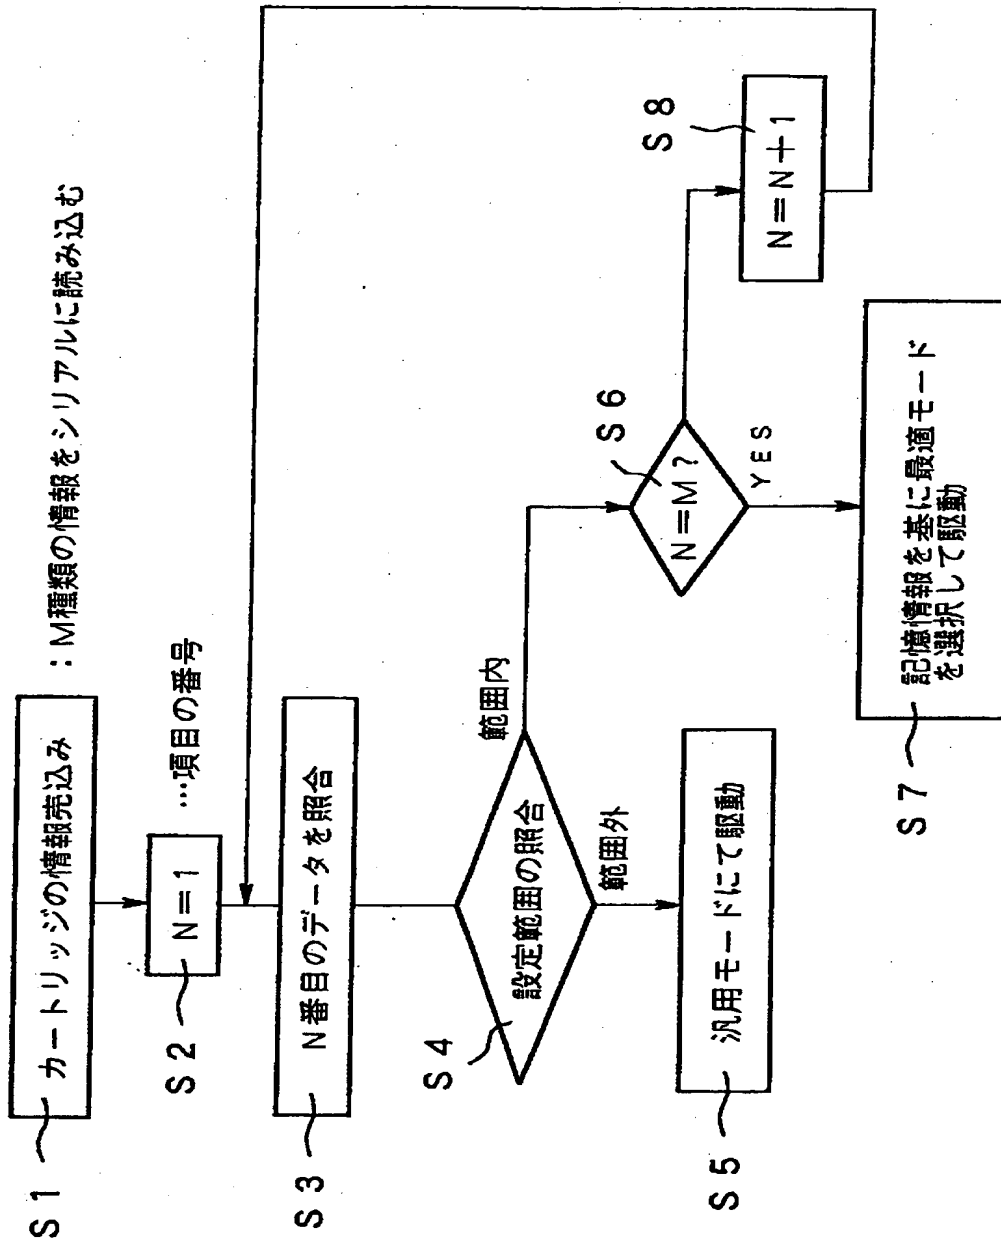 S1
カートリッジの情報売込み
:M種類の情報をシリアルに読み込む
S2
N=1
…項目の番号
S3
N番目のデータを照合
S4
設定範囲の照合
範囲内
範囲外
S5
汎用モードにて駆動
S6
N=M?
YES
S7
記憶情報を基に最適モード
を選択して駆動
S8
N=N+1